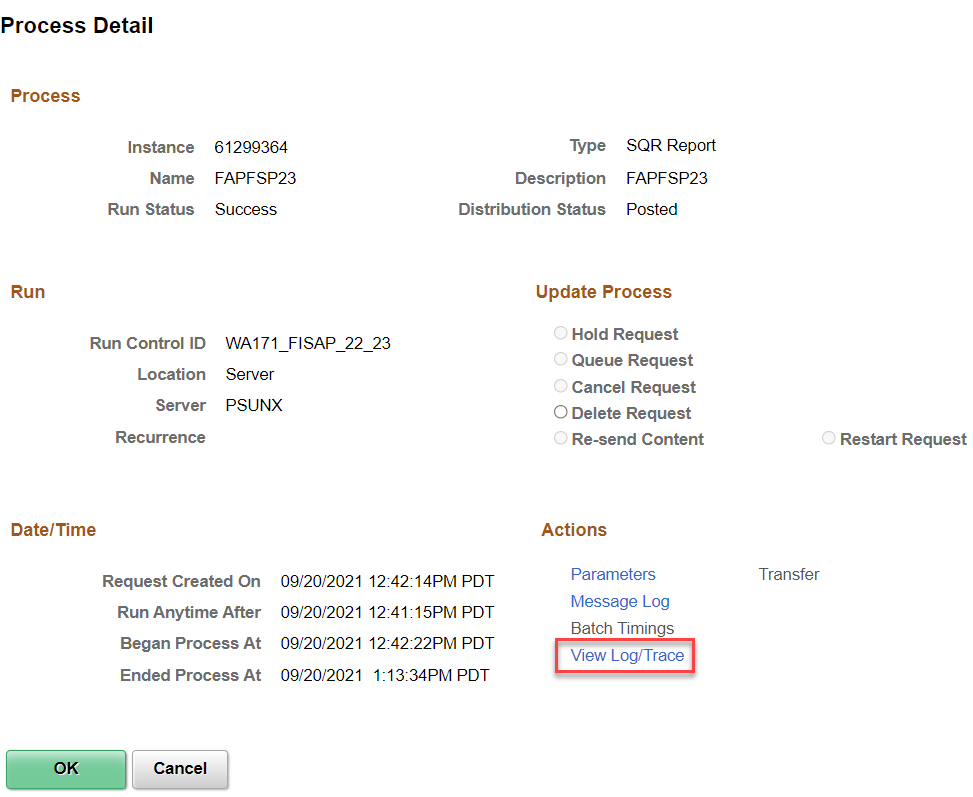 Process Detail
Process
Instance 61299364 Type SQR Report
Name FAPFSP23 Description FAPFSP23
Run Status Success Distribution Status Posted
Run
Run Control ID WA171_FISAP_22_23
Location Server
Server PSUNX
Recurrence
Update Process
Hold Request
Queue Request
Cancel Request
Delete Request
Re-send Content Restart Request
Date/Time
Request Created On 09/20/2021 12:42:14PM PDT
Run Anytime After 09/20/2021 12:41:15PM PDT
Began Process At 09/20/2021 12:42:22PM PDT
Ended Process At 09/20/2021 1:13:34PM PDT
Actions
Parameters Transfer
Message Log
Batch Timings
View Log/Trace
OK Cancel